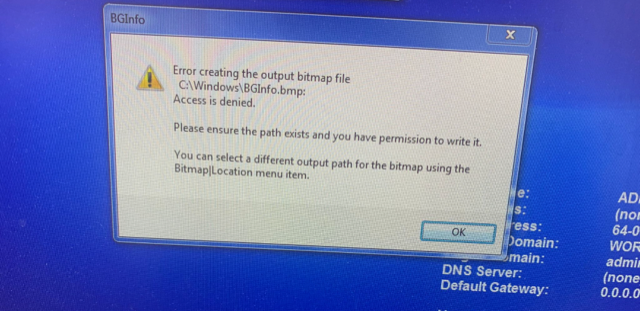 BGInfo
Error creating the output bitmap file
C:\Windows\BGInfo.bmp:
Access is denied.
Please ensure the path exists and you have permission to write it.
You can select a different output path for the bitmap using the
Bitmap|Location menu item.
OK
e:
s:
ress:
Domain:
main:
DNS Server:
Default Gateway:
AD
(nor
64-0
WOR
admi
(none
0.0.0.0